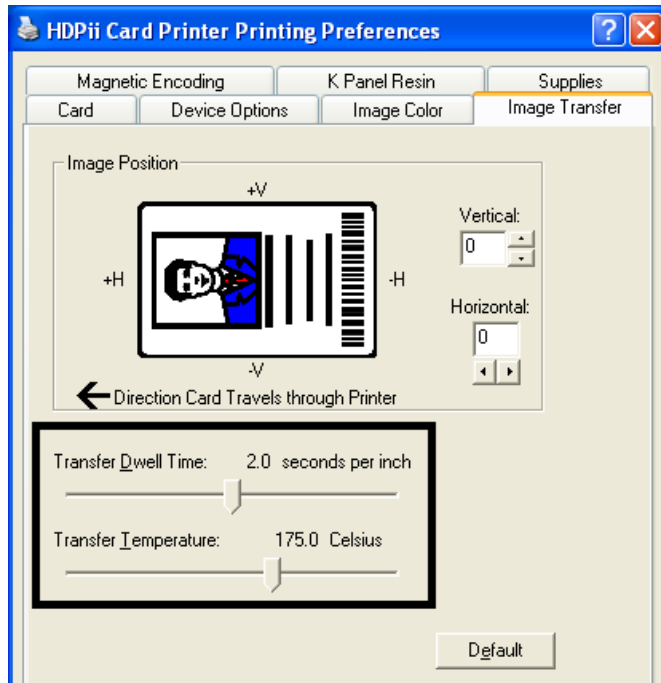 HDPii Card Printer Printing Preferences
Magnetic Encoding K Panel Resin Supplies
Card Device Options Image Color Image Transfer
Image Position
+V
Vertical:
0
+H -H
Horizontal:
0
-V
Direction Card Travels through Printer
Transfer Dwell Time: 2.0 seconds per inch
Transfer Temperature: 175.0 Celsius
Default